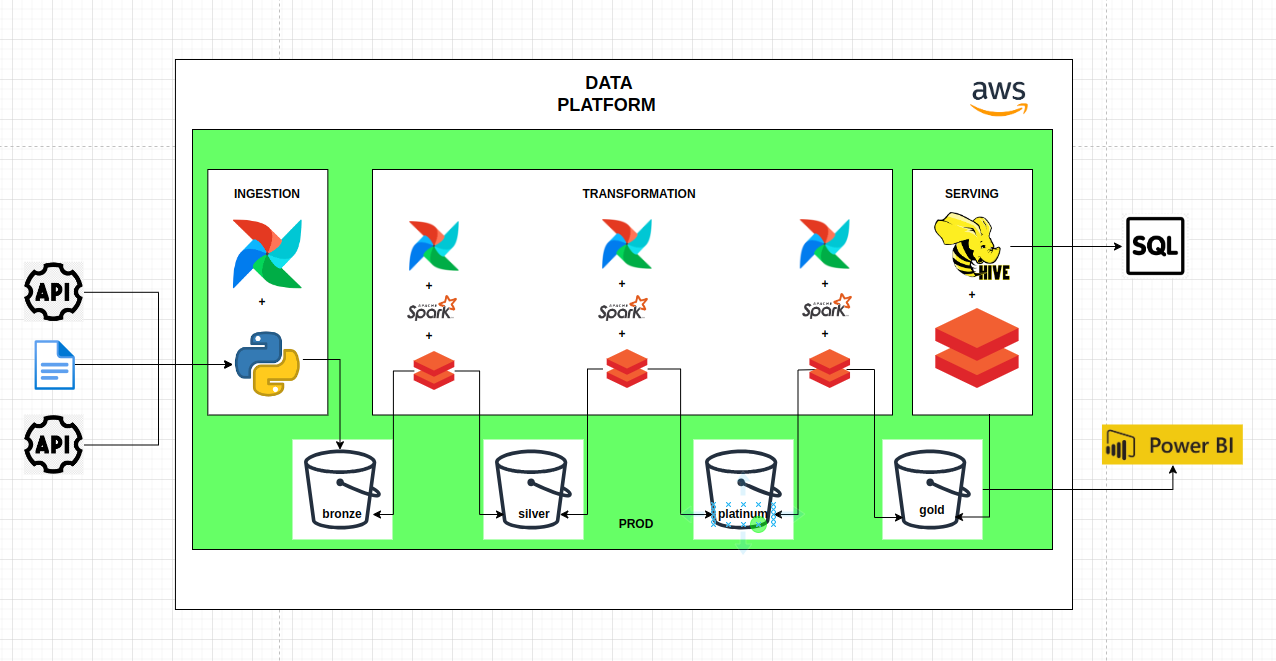 DATA
PLATFORM
aws
INGESTION
TRANSFORMATION
SERVING
HIVE
+
+
+
+
+
APACHE
Spark
APACHE
Spark
APACHE
Spark
+
+
+
API
API
SQL
Power BI
bronze
silver
platinum
gold
PROD